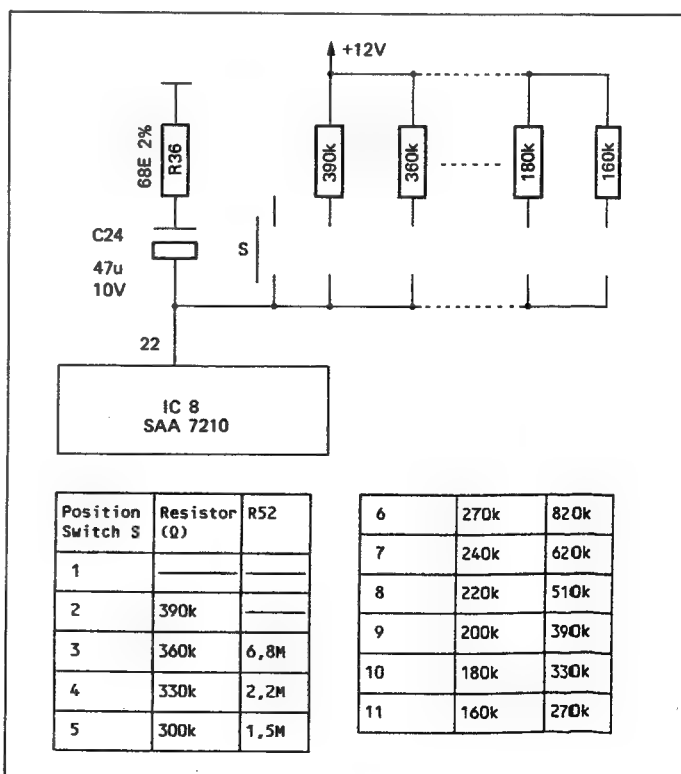 +12V
68E 2%
R36
390k
360k
180k
160k
C24
47u
10V
S
22
IC 8
SAA 7210
Position Switch S Resistor (Ω) R52
1 —— ——
2 390k ——
3 360k 6,8M
4 330k 2,2M
5 300k 1,5M
6 270k 820k
7 240k 620k
8 220k 510k
9 200k 390k
10 180k 330k
11 160k 270k